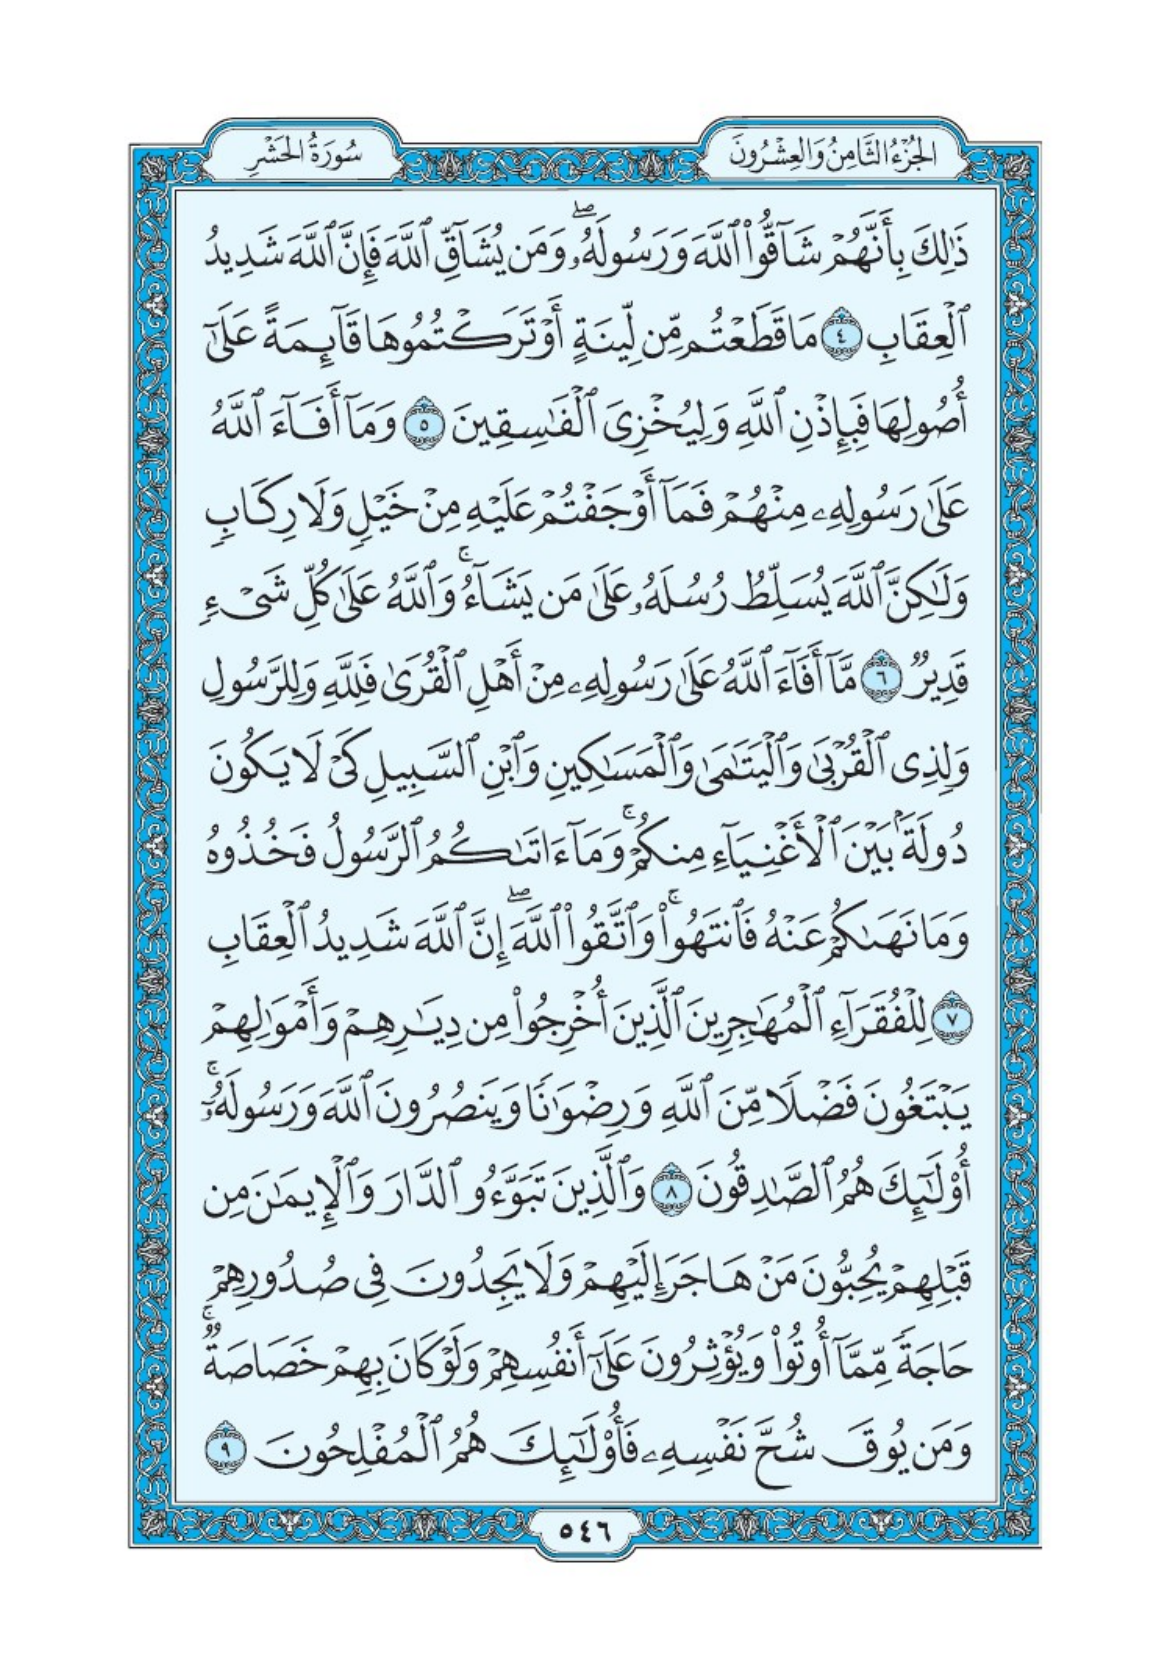 الجُزْءُ الثَّامِنُ وَالعِشْرُونَ
سُورَةُ الحَشْرِ
ذَٰلِكَ بِأَنَّهُمْ شَآقُّوا۟ ٱللَّهَ وَرَسُولَهُۥۖ وَمَن يُشَآقِّ ٱللَّهَ فَإِنَّ ٱللَّهَ شَدِيدُ
ٱلْعِقَابِ ٤ مَا قَطَعْتُم مِّن لِّينَةٍ أَوْ تَرَكْتُمُوهَا قَآئِمَةً عَلَىٰٓ
أُصُولِهَا فَبِإِذْنِ ٱللَّهِ وَلِيُخْزِىَ ٱلْفَٰسِقِينَ ٥ وَمَآ أَفَآءَ ٱللَّهُ
عَلَىٰ رَسُولِهِۦ مِنْهُمْ فَمَآ أَوْجَفْتُمْ عَلَيْهِ مِنْ خَيْلٍ وَلَا رِكَابٍ
وَلَٰكِنَّ ٱللَّهَ يُسَلِّطُ رُسُلَهُۥ عَلَىٰ مَن يَشَآءُۚ وَٱللَّهُ عَلَىٰ كُلِّ شَىْءٍ
قَدِيرٌ ٦ مَّآ أَفَآءَ ٱللَّهُ عَلَىٰ رَسُولِهِۦ مِنْ أَهْلِ ٱلْقُرَىٰ فَلِلَّهِ وَلِلرَّسُولِ
وَلِذِى ٱلْقُرْبَىٰ وَٱلْيَتَٰمَىٰ وَٱلْمَسَٰكِينِ وَٱبْنِ ٱلسَّبِيلِ كَىْ لَا يَكُونَ
دُولَةَۢ بَيْنَ ٱلْأَغْنِيَآءِ مِنكُمْۚ وَمَآ ءَاتَىٰكُمُ ٱلرَّسُولُ فَخُذُوهُ
وَمَا نَهَىٰكُمْ عَنْهُ فَٱنتَهُوا۟ۚ وَٱتَّقُوا۟ ٱللَّهَۖ إِنَّ ٱللَّهَ شَدِيدُ ٱلْعِقَابِ
٧ لِلْفُقَرَآءِ ٱلْمُهَٰجِرِينَ ٱلَّذِينَ أُخْرِجُوا۟ مِن دِيَٰرِهِمْ وَأَمْوَٰلِهِمْ
يَبْتَغُونَ فَضْلًا مِّنَ ٱللَّهِ وَرِضْوَٰنًا وَيَنصُرُونَ ٱللَّهَ وَرَسُولَهُۥٓۚ
أُو۟لَٰٓئِكَ هُمُ ٱلصَّٰدِقُونَ ٨ وَٱلَّذِينَ تَبَوَّءُو ٱلدَّارَ وَٱلْإِيمَٰنَ مِن
قَبْلِهِمْ يُحِبُّونَ مَنْ هَاجَرَ إِلَيْهِمْ وَلَا يَجِدُونَ فِى صُدُورِهِمْ
حَاجَةً مِّمَّآ أُوتُوا۟ وَيُؤْثِرُونَ عَلَىٰٓ أَنفُسِهِمْ وَلَوْ كَانَ بِهِمْ خَصَاصَةٌۚ
وَمَن يُوقَ شُحَّ نَفْسِهِۦ فَأُو۟لَٰٓئِكَ هُمُ ٱلْمُفْلِحُونَ ٩
٥٤٦